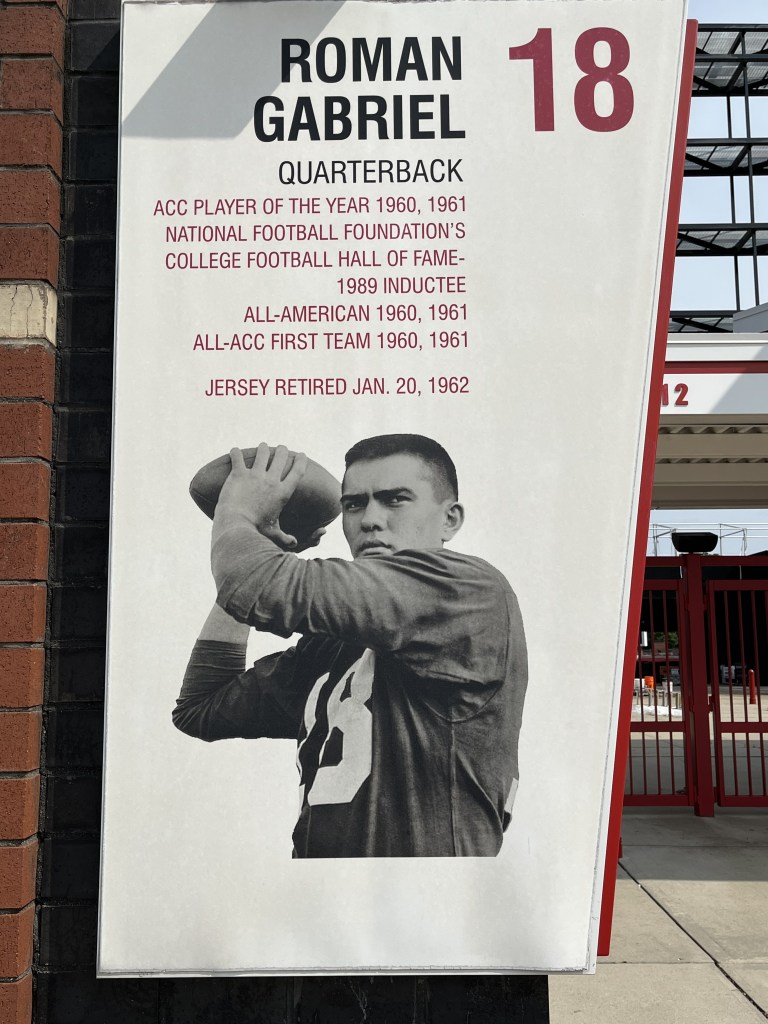 ROMAN
GABRIEL
18
QUARTERBACK
ACC PLAYER OF THE YEAR 1960, 1961
NATIONAL FOOTBALL FOUNDATION'S
COLLEGE FOOTBALL HALL OF FAME-
1989 INDUCTEE
ALL-AMERICAN 1960, 1961
ALL-ACC FIRST TEAM 1960, 1961
JERSEY RETIRED JAN. 20, 1962
12
18